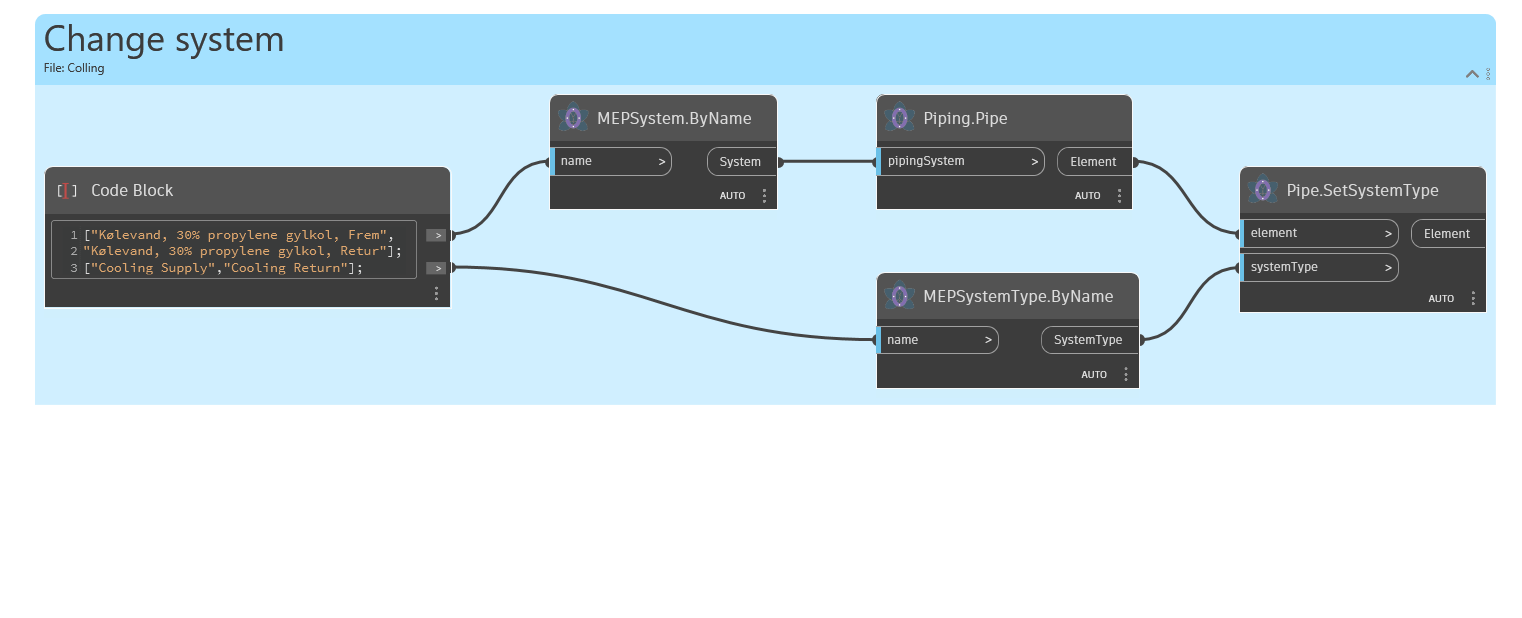 Change system
File: Colling
MEPSystem.ByName
name >
System
AUTO
Piping.Pipe
pipingSystem >
Element
AUTO
Code Block
1 ["Kølevand, 30% propylene gylkol, Frem",
2 "Kølevand, 30% propylene gylkol, Retur"];
3 ["Cooling Supply","Cooling Return"];
>
>
MEPSystemType.ByName
name >
SystemType
AUTO
Pipe.SetSystemType
element >
Element
systemType >
AUTO